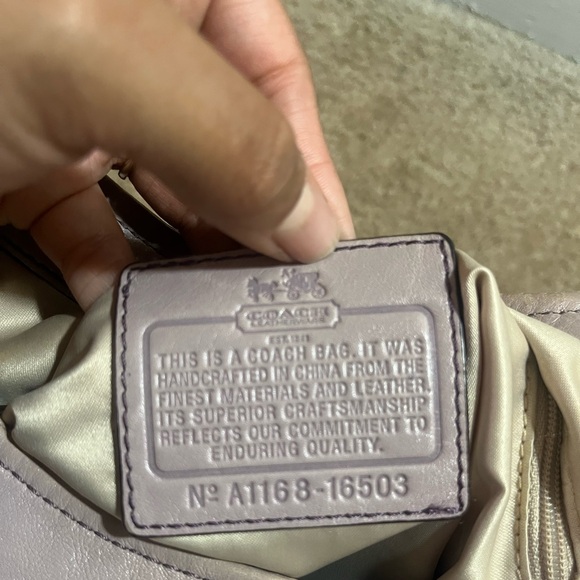 COACH
LEATHERWARE
EST. 1941
THIS IS A COACH BAG. IT WAS
HANDCRAFTED IN CHINA FROM THE
FINEST MATERIALS AND LEATHER.
ITS SUPERIOR CRAFTSMANSHIP
REFLECTS OUR COMMITMENT TO
ENDURING QUALITY.
Nº A1168-16503